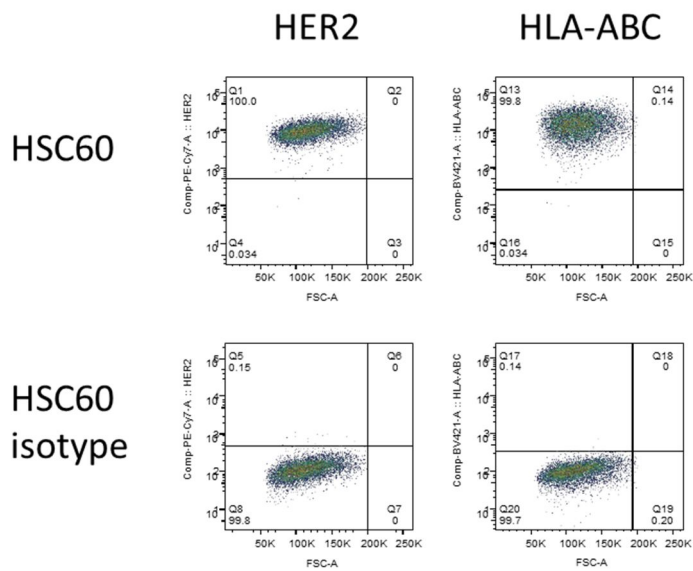 HER2
HLA-ABC
HSC60
Comp-PE-Cy7-A :: HER2
Q1
100.0
Q2
0
Q4
0.034
Q3
0
50K 100K 150K 200K 250K
FSC-A
Comp-BV421-A :: HLA-ABC
Q13
99.8
Q14
0.14
Q16
0.034
Q15
0
50K 100K 150K 200K 250K
FSC-A
HSC60
isotype
Comp-PE-Cy7-A :: HER2
Q5
0.15
Q6
0
Q8
99.8
Q7
0
50K 100K 150K 200K 250K
FSC-A
Comp-BV421-A :: HLA-ABC
Q17
0.14
Q18
0
Q20
99.7
Q19
0.20
50K 100K 150K 200K 250K
FSC-A